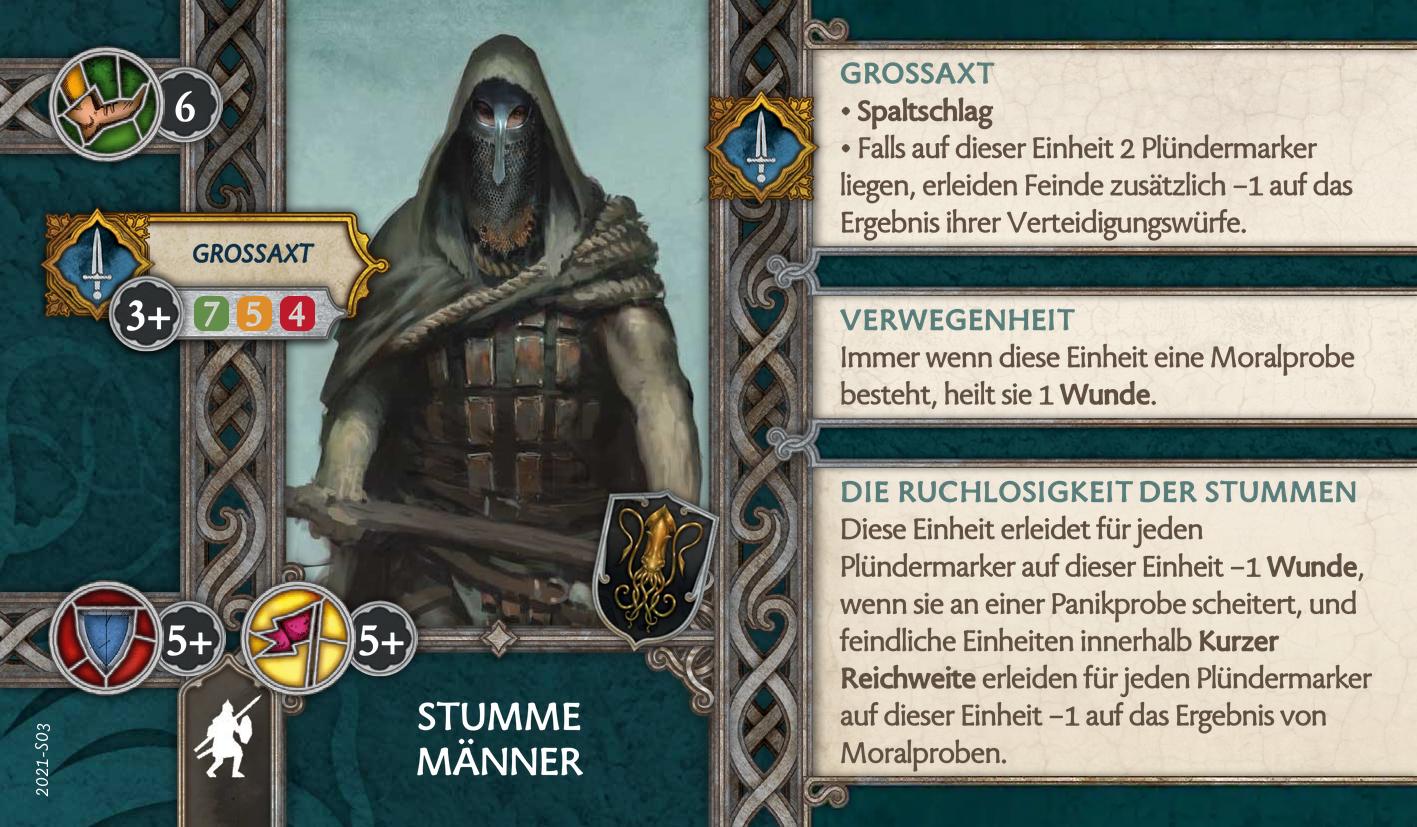 6
GROSSAXT
3+ 7 5 4
5+ 5+
STUMME
MÄNNER
2021-S03
GROSSAXT
• Spaltschlag
• Falls auf dieser Einheit 2 Plündermarker
liegen, erleiden Feinde zusätzlich −1 auf das
Ergebnis ihrer Verteidigungswürfe.
VERWEGENHEIT
Immer wenn diese Einheit eine Moralprobe
besteht, heilt sie 1 Wunde.
DIE RUCHLOSIGKEIT DER STUMMEN
Diese Einheit erleidet für jeden
Plündermarker auf dieser Einheit −1 Wunde,
wenn sie an einer Panikprobe scheitert, und
feindliche Einheiten innerhalb Kurzer
Reichweite erleiden für jeden Plündermarker
auf dieser Einheit −1 auf das Ergebnis von
Moralproben.